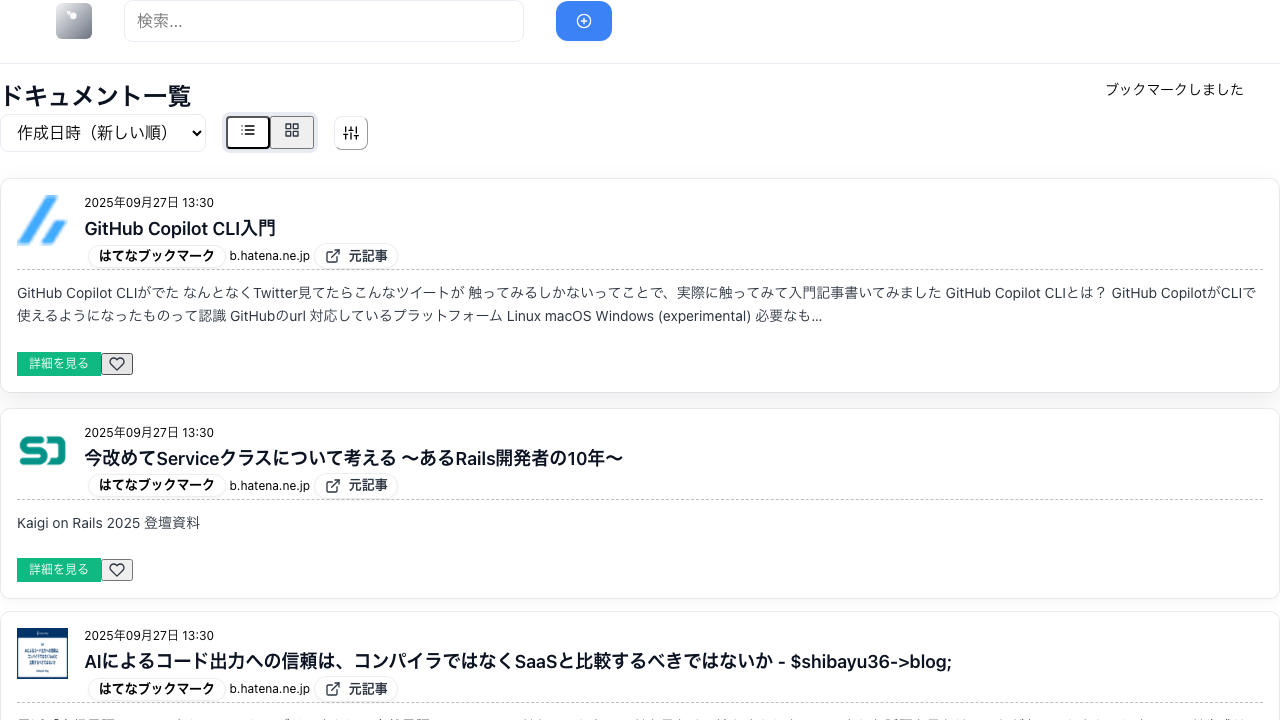 検索...
ドキュメント一覧
ブックマークしました
作成日時（新しい順）
2025年09月27日 13:30
GitHub Copilot CLI入門
はてなブックマーク b.hatena.ne.jp 元記事
GitHub Copilot CLIがでた なんとなくTwitter見てたらこんなツイートが 触ってみるしかないってことで、実際に触ってみて入門記事書いてみました GitHub Copilot CLIとは？ GitHub CopilotがCLIで
使えるようになったものって認識 GitHubのurl 対応しているプラットフォーム Linux macOS Windows (experimental) 必要なも...
詳細を見る
2025年09月27日 13:30
今改めてServiceクラスについて考える 〜あるRails開発者の10年〜
はてなブックマーク b.hatena.ne.jp 元記事
Kaigi on Rails 2025 登壇資料
詳細を見る
2025年09月27日 13:30
AIによるコード出力への信頼は、コンパイラではなくSaaSと比較するべきではないか - $shibayu36->blog;
はてなブックマーク b.hatena.ne.jp 元記事